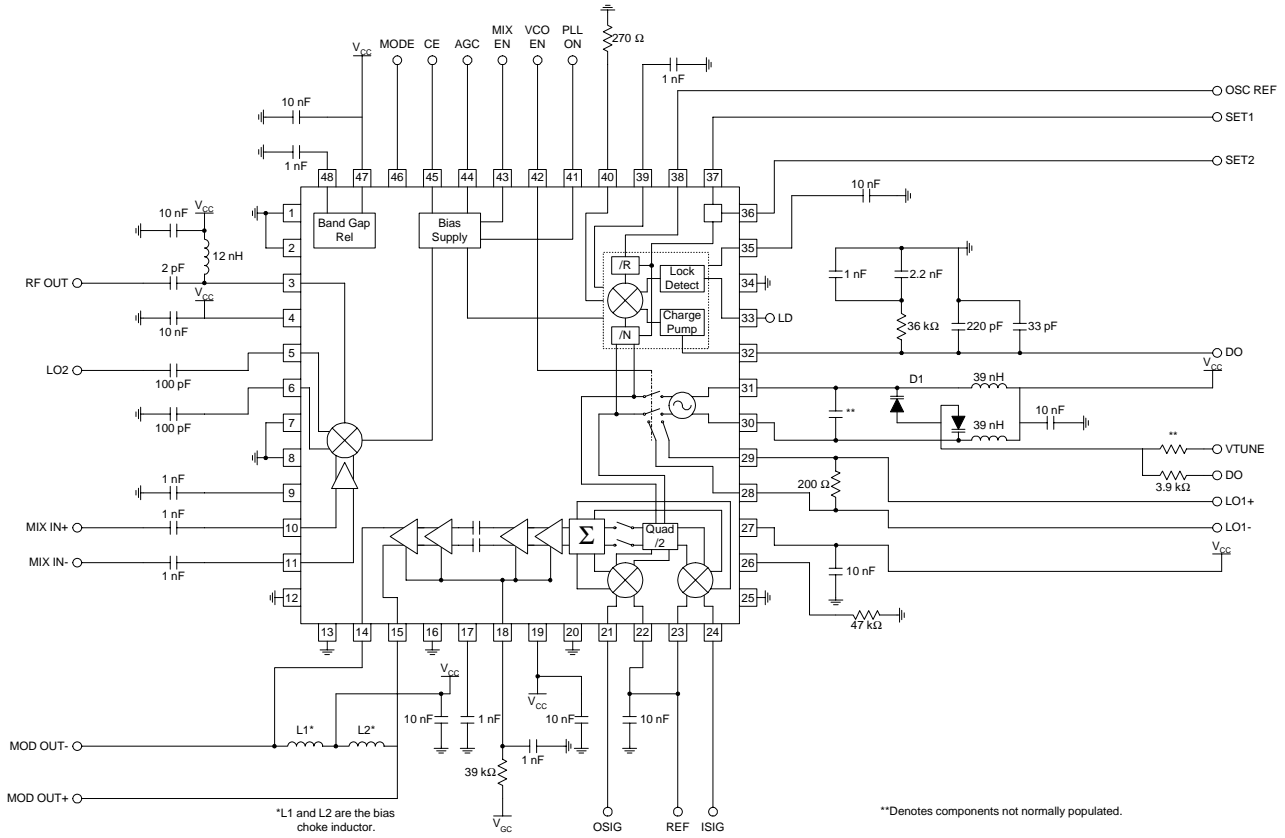 MODE
CE
AGC
MIX
EN
VCO
EN
PLL
ON
270 Ω
VCC
1 nF
OSC REF
10 nF
SET1
1 nF
SET2
48
47
46
45
44
43
42
41
40
39
38
37
10 nF
VCC
10 nF
1
Band Gap
Rel
Bias
Supply
36
2
12 nH
35
2 pF
/R
Lock
Detect
1 nF
2.2 nF
RF OUT
3
34
VCC
4
33
LD
10 nF
Charge
Pump
/N
36 kΩ
220 pF
33 pF
5
32
DO
LO2
100 pF
VCC
6
31
D1
39 nH
100 pF
**
10 nF
7
30
39 nH
**
8
29
VTUNE
1 nF
200 Ω
DO
9
28
3.9 kΩ
LO1+
1 nF
MIX IN+
10
Σ
Quad
/2
27
LO1-
VCC
MIX IN-
11
26
10 nF
1 nF
12
25
47 kΩ
13
14
15
16
17
18
19
20
21
22
23
24
VCC
VCC
L1*
L2*
10 nF
1 nF
10 nF
10 nF
MOD OUT-
1 nF
39 kΩ
MOD OUT+
*L1 and L2 are the bias
choke inductor.
VGC
OSIG
REF
ISIG
**Denotes components not normally populated.